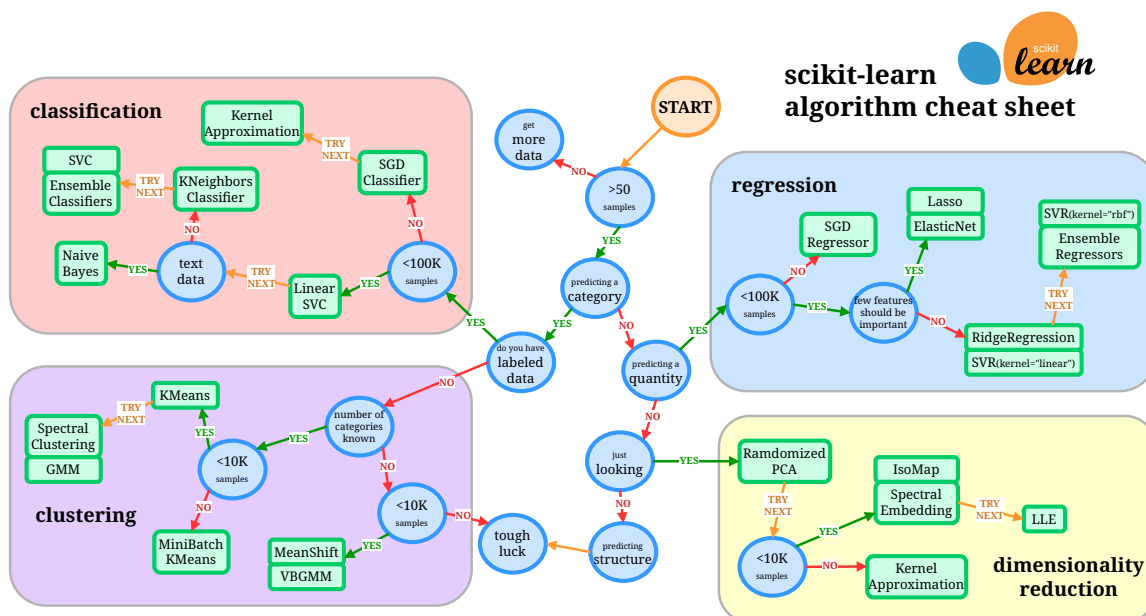 scikit-learn
algorithm cheat sheet
scikit
learn
START
get
more
data
NO
>50
samples
YES
predicting a
category
YES
NO
do you have
labeled
data
YES
NO
predicting a
quantity
YES
NO
just
looking
YES
NO
predicting
structure
tough
luck
classification
Kernel
Approximation
TRY
NEXT
SGD
Classifier
NO
<100K
samples
YES
Linear
SVC
TRY
NEXT
text
data
YES
Naive
Bayes
NO
KNeighbors
Classifier
TRY
NEXT
SVC
Ensemble
Classifiers
regression
<100K
samples
NO
SGD
Regressor
YES
few features
should be
important
YES
Lasso
ElasticNet
NO
RidgeRegression
SVR(kernel="linear")
TRY
NEXT
SVR(kernel="rbf")
Ensemble
Regressors
clustering
number of
categories
known
YES
NO
<10K
samples
YES
KMeans
TRY
NEXT
Spectral
Clustering
GMM
NO
MiniBatch
KMeans
<10K
samples
YES
MeanShift
VBGMM
NO
dimensionality
reduction
Randomized
PCA
TRY
NEXT
<10K
samples
YES
IsoMap
Spectral
Embedding
TRY
NEXT
LLE
NO
Kernel
Approximation